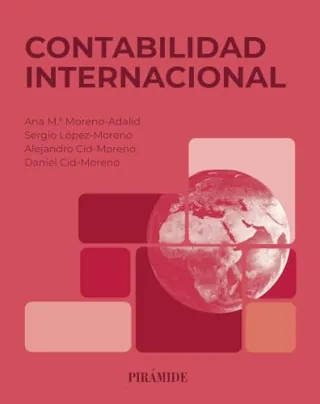 CONTABILIDAD
INTERNACIONAL
Ana M.ª Moreno-Adalid
Sergio López-Moreno
Alejandro Cid-Moreno
Daniel Cid-Moreno
PIRÁMIDE